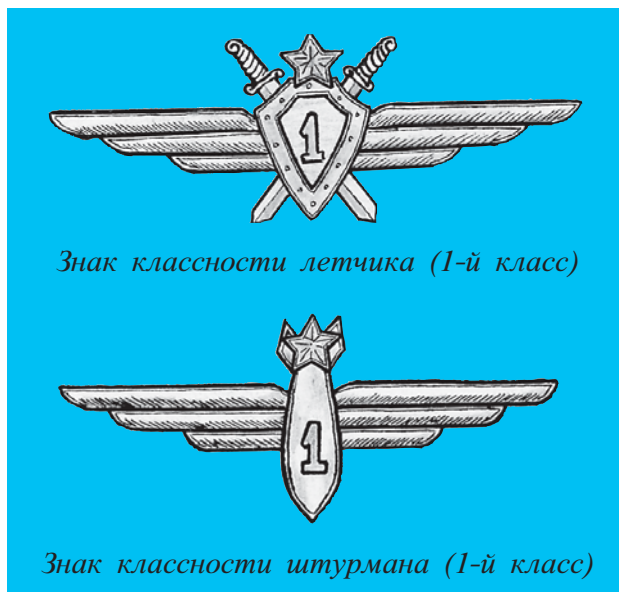 1
Знак классности летчика (1-й класс)
1
Знак классности штурмана (1-й класс)